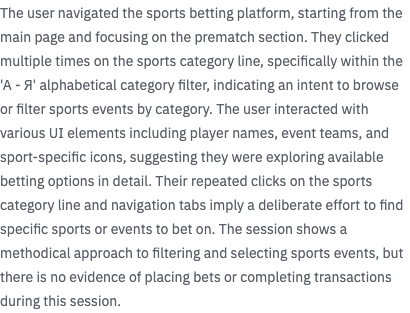 The user navigated the sports betting platform, starting from the
main page and focusing on the prematch section. They clicked
multiple times on the sports category line, specifically within the
'А - Я' alphabetical category filter, indicating an intent to browse
or filter sports events by category. The user interacted with
various UI elements including player names, event teams, and
sport-specific icons, suggesting they were exploring available
betting options in detail. Their repeated clicks on the sports
category line and navigation tabs imply a deliberate effort to find
specific sports or events to bet on. The session shows a
methodical approach to filtering and selecting sports events, but
there is no evidence of placing bets or completing transactions
during this session.